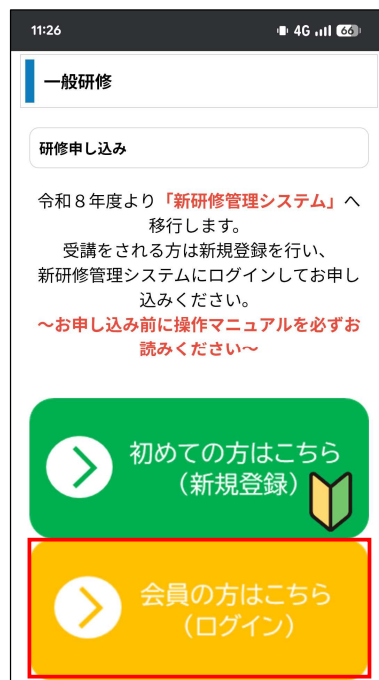 11:26
4G
66
一般研修
研修申し込み
令和８年度より「新研修管理システム」へ
移行します。
受講をされる方は新規登録を行い、
新研修管理システムにログインしてお申し
込みください。
～お申し込み前に操作マニュアルを必ずお
読みください～
初めての方はこちら
（新規登録）
会員の方はこちら
（ログイン）